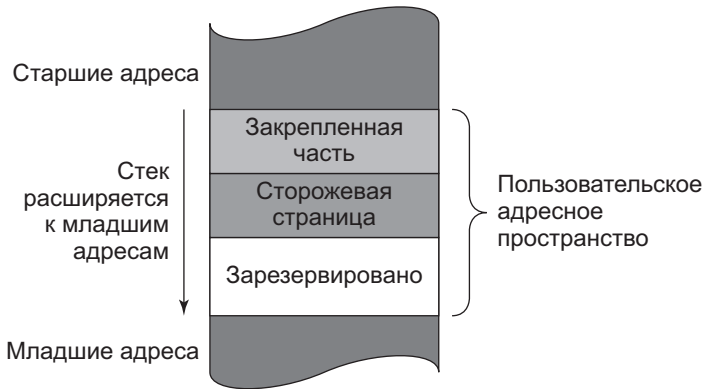 Старшие адреса
Закрепленная
часть
Стек
расширяется
к младшим
адресам
Сторожевая
страница
Пользовательское
адресное
пространство
Зарезервировано
Младшие адреса